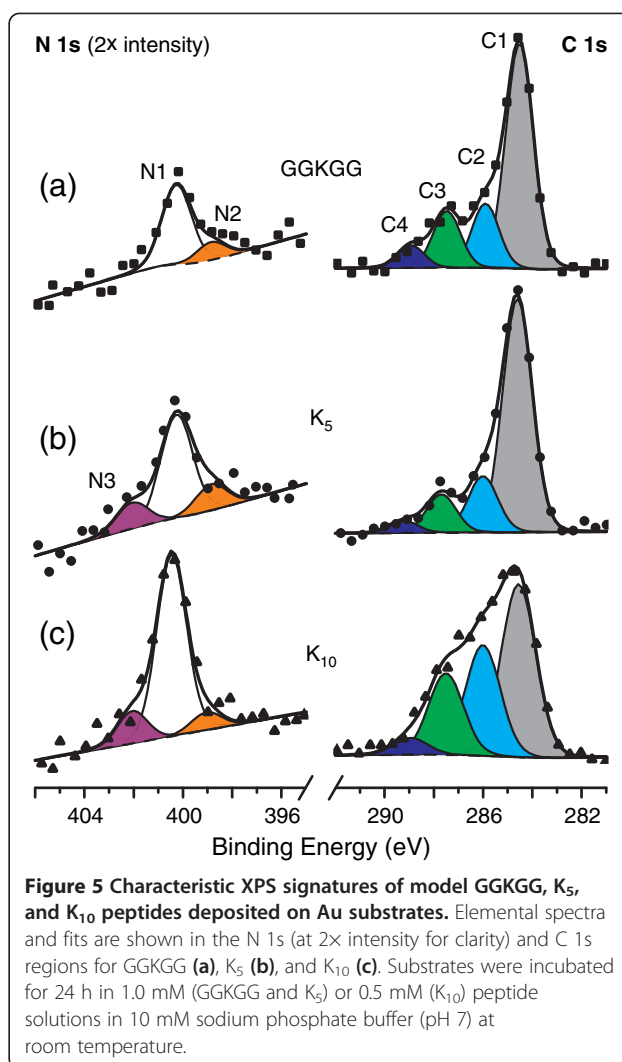 N 1s (2x intensity)
C 1s
C1
N1
N2
(a)
GGKGG
C2
C3
C4
(b)
N3
K₅
(c)
K₁₀
404 400 396 290 286 282
Binding Energy (eV)
Figure 5 Characteristic XPS signatures of model GGKGG, K₅,
and K₁₀ peptides deposited on Au substrates. Elemental spectra
and fits are shown in the N 1s (at 2× intensity for clarity) and C 1s
regions for GGKGG (a), K₅ (b), and K₁₀ (c). Substrates were incubated
for 24 h in 1.0 mM (GGKGG and K₅) or 0.5 mM (K₁₀) peptide
solutions in 10 mM sodium phosphate buffer (pH 7) at
room temperature.